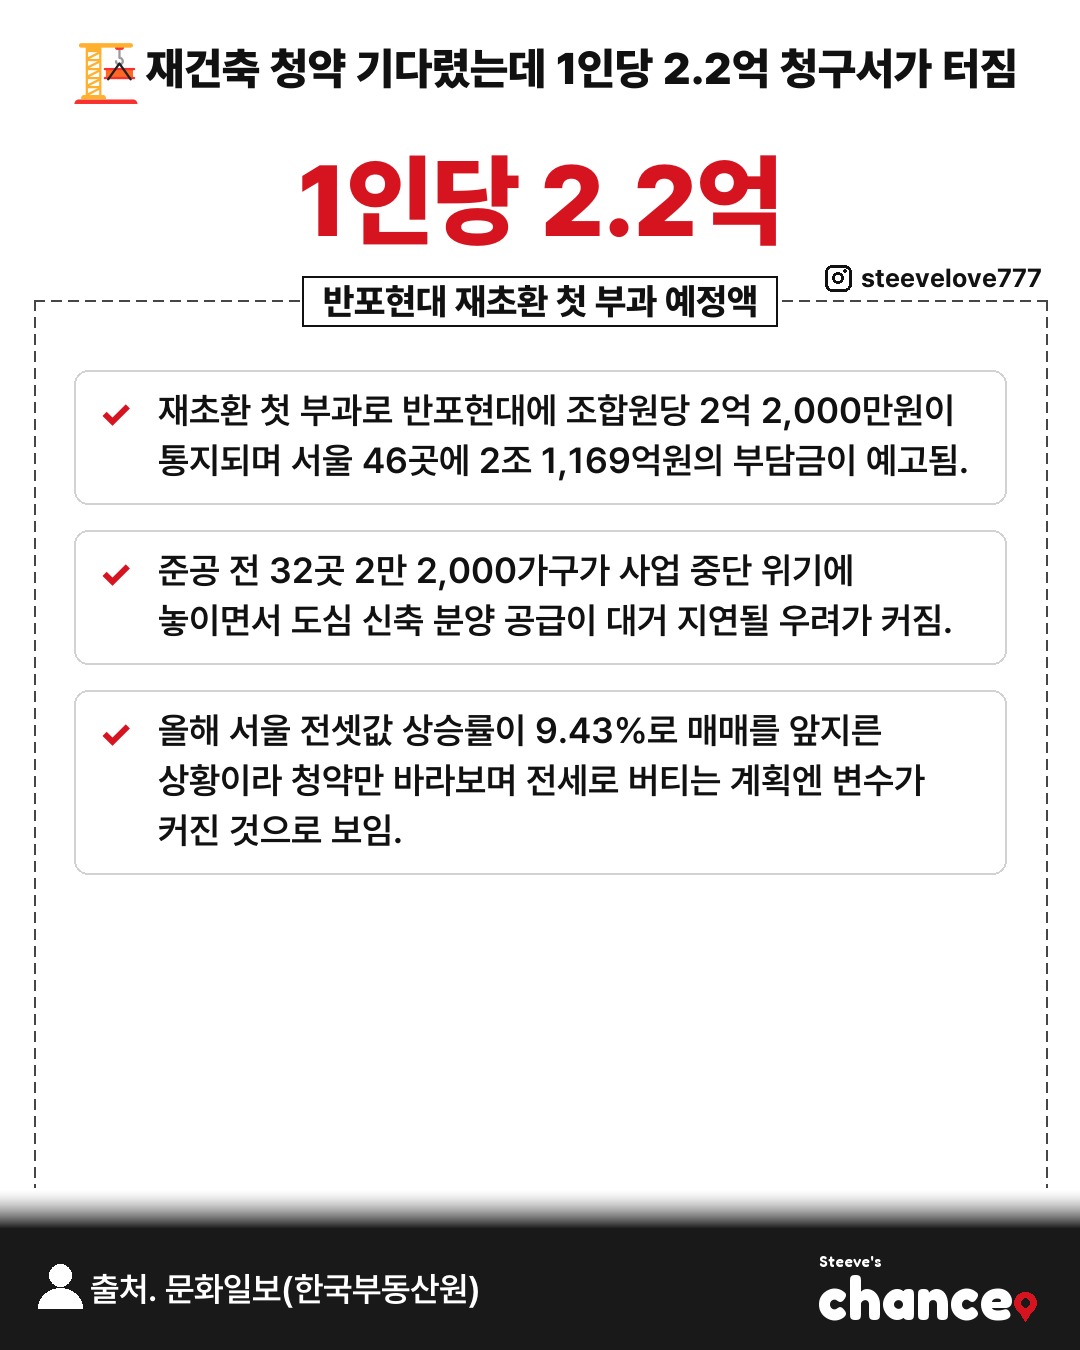 재건축 청약 기다렸는데 1인당 2.2억 청구서가 터짐
1인당 2.2억
steevelove777
반포현대 재초환 첫 부과 예정액
재초환 첫 부과로 반포현대에 조합원당 2억 2,000만원이
통지되며 서울 46곳에 2조 1,169억원의 부담금이 예고됨.
준공 전 32곳 2만 2,000가구가 사업 중단 위기에
놓이면서 도심 신축 분양 공급이 대거 지연될 우려가 커짐.
올해 서울 전셋값 상승률이 9.43%로 매매를 앞지른
상황이라 청약만 바라보며 전세로 버티는 계획엔 변수가
커진 것으로 보임.
출처. 문화일보(한국부동산원)
Steeve's
chance